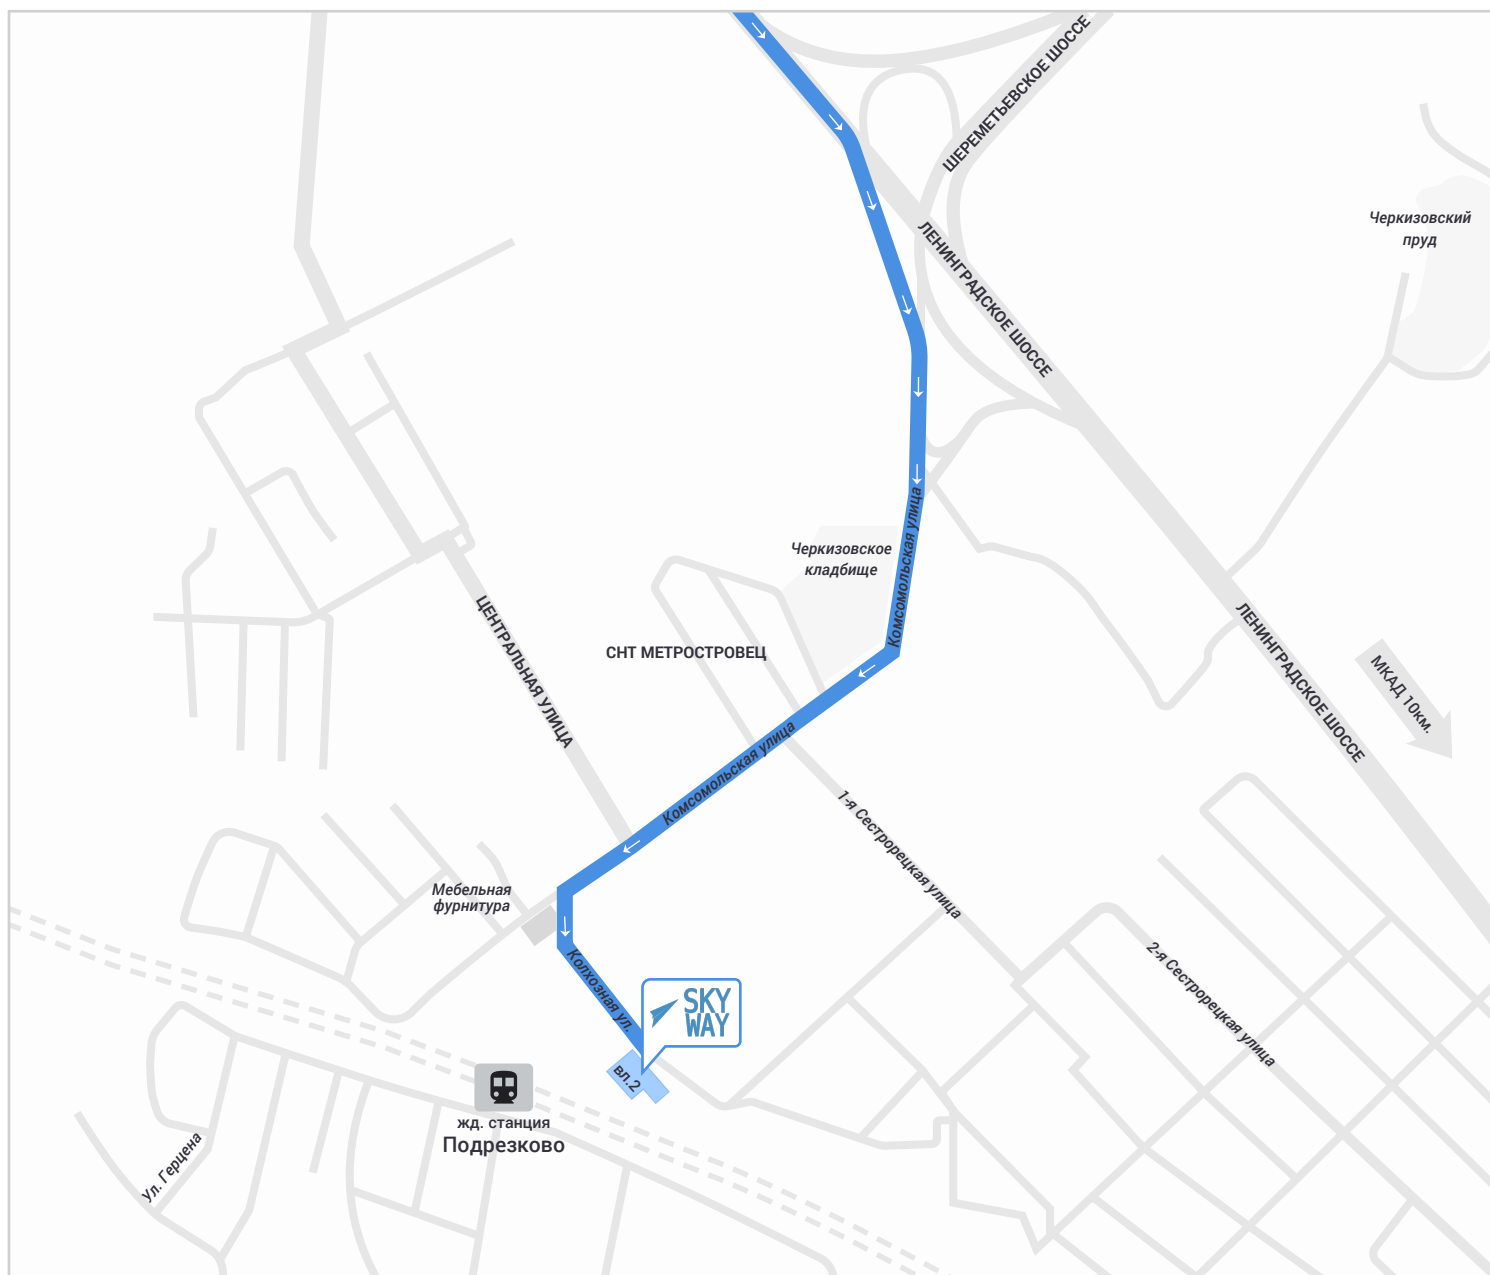 ШЕРЕМЕТЬЕВСКОЕ ШОССЕ
Черкизовский
пруд
ЛЕНИНГРАДСКОЕ ШОССЕ
Комсомольская улица
Черкизовское
кладбище
ЦЕНТРАЛЬНАЯ УЛИЦА
СНТ МЕТРОСТРОВЕЦ
ЛЕНИНГРАДСКОЕ ШОССЕ
МКАД 10км.
Комсомольская улица
1-я Сестрорецкая улица
Мебельная
фурнитура
2-я Сестрорецкая улица
Колхозная ул.
SKY
WAY
вл.2
жд. станция
Подрезково
Ул. Герцена